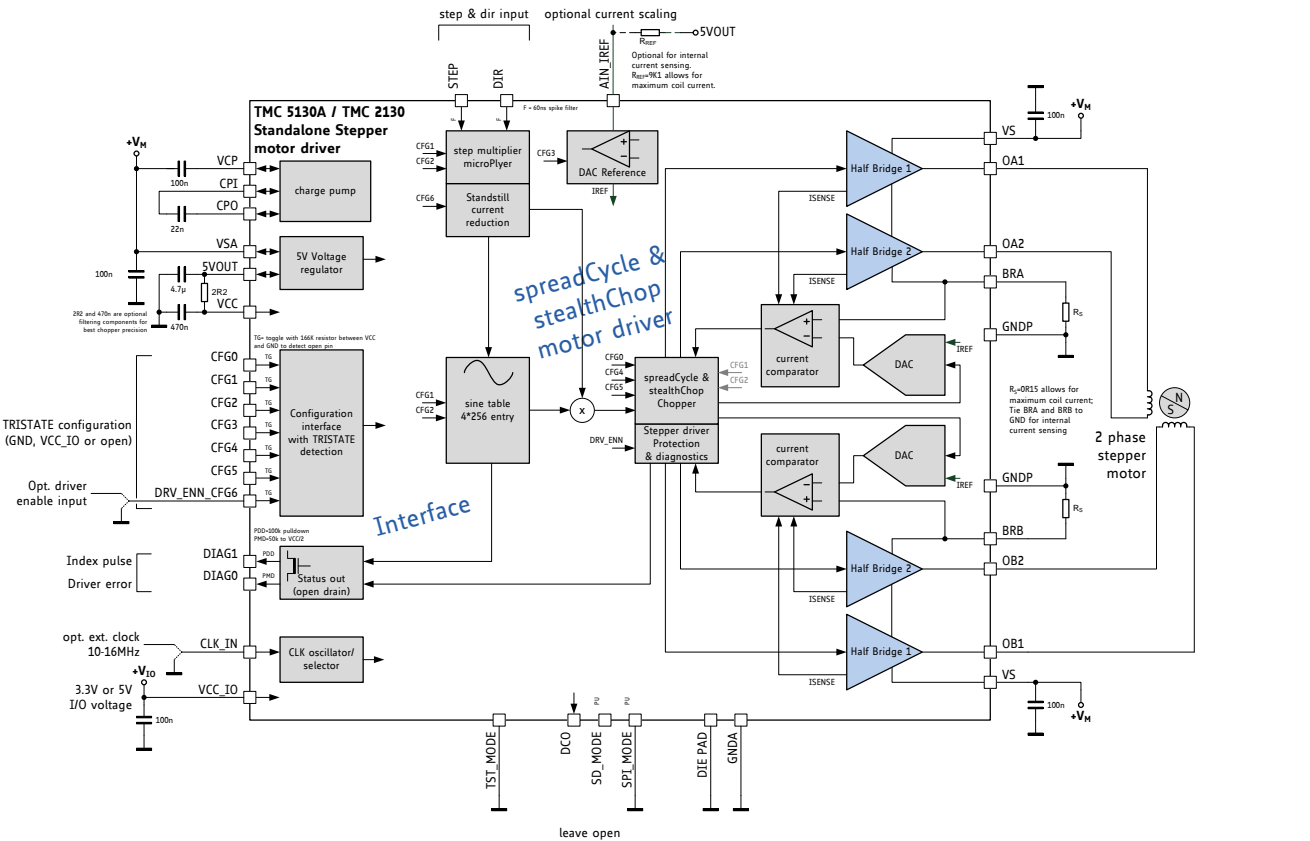 step & dir input
optional current scaling
5VOUT
RREF
Optional for internal
current sensing.
RREF=9K1 allows for
maximum coil current.
STEP
DIR
AIN_IREF
F = 60ns spike filter
F
F
TMC 5130A / TMC 2130
Standalone Stepper
motor driver
+VM
VCP
100n
CPI
CPO
22n
charge pump
VSA
100n
5VOUT
4.7µ
2R2
VCC
470n
2R2 and 470n are optional
filtering components for
best chopper precision
5V Voltage
regulator
CFG1
CFG2
step multiplier
microPlyer
CFG6
Standstill
current
reduction
CFG3
DAC Reference
IREF
spreadCycle &
stealthChop
motor driver
TG= toggle with 166K resistor between VCC
and GND to detect open pin
CFG0
TG
CFG1
TG
CFG2
TG
CFG3
TG
CFG4
TG
CFG5
TG
DRV_ENN_CFG6
TG
TRISTATE configuration
(GND, VCC_IO or open)
Opt. driver
enable input
Configuration
interface
with TRISTATE
detection
CFG1
CFG2
sine table
4*256 entry
x
CFG0
CFG4
CFG5
DRV_ENN
spreadCycle &
stealthChop
Chopper
CFG1
CFG2
Stepper driver
Protection
& diagnostics
Interface
PDD=100k pulldown
PMD=50k to VCC/2
Index pulse
Driver error
DIAG1
PDD
DIAG0
PMD
Status out
(open drain)
opt. ext. clock
10-16MHz
CLK_IN
CLK oscillator/
selector
+VIO
3.3V or 5V
I/O voltage
VCC_IO
100n
TST_MODE
DCO
PU
SD_MODE
PU
SPI_MODE
DIE PAD
GNDA
leave open
Half Bridge 1
ISENSE
Half Bridge 2
ISENSE
+
-
current
comparator
DAC
IREF
current
comparator
-
+
DAC
IREF
Half Bridge 2
ISENSE
Half Bridge 1
ISENSE
100n
+VM
VS
OA1
OA2
BRA
RS
GNDP
RS=0R15 allows for
maximum coil current;
Tie BRA and BRB to
GND for internal
current sensing
N
S
2 phase
stepper
motor
GNDP
RS
BRB
OB2
OB1
VS
100n
+VM